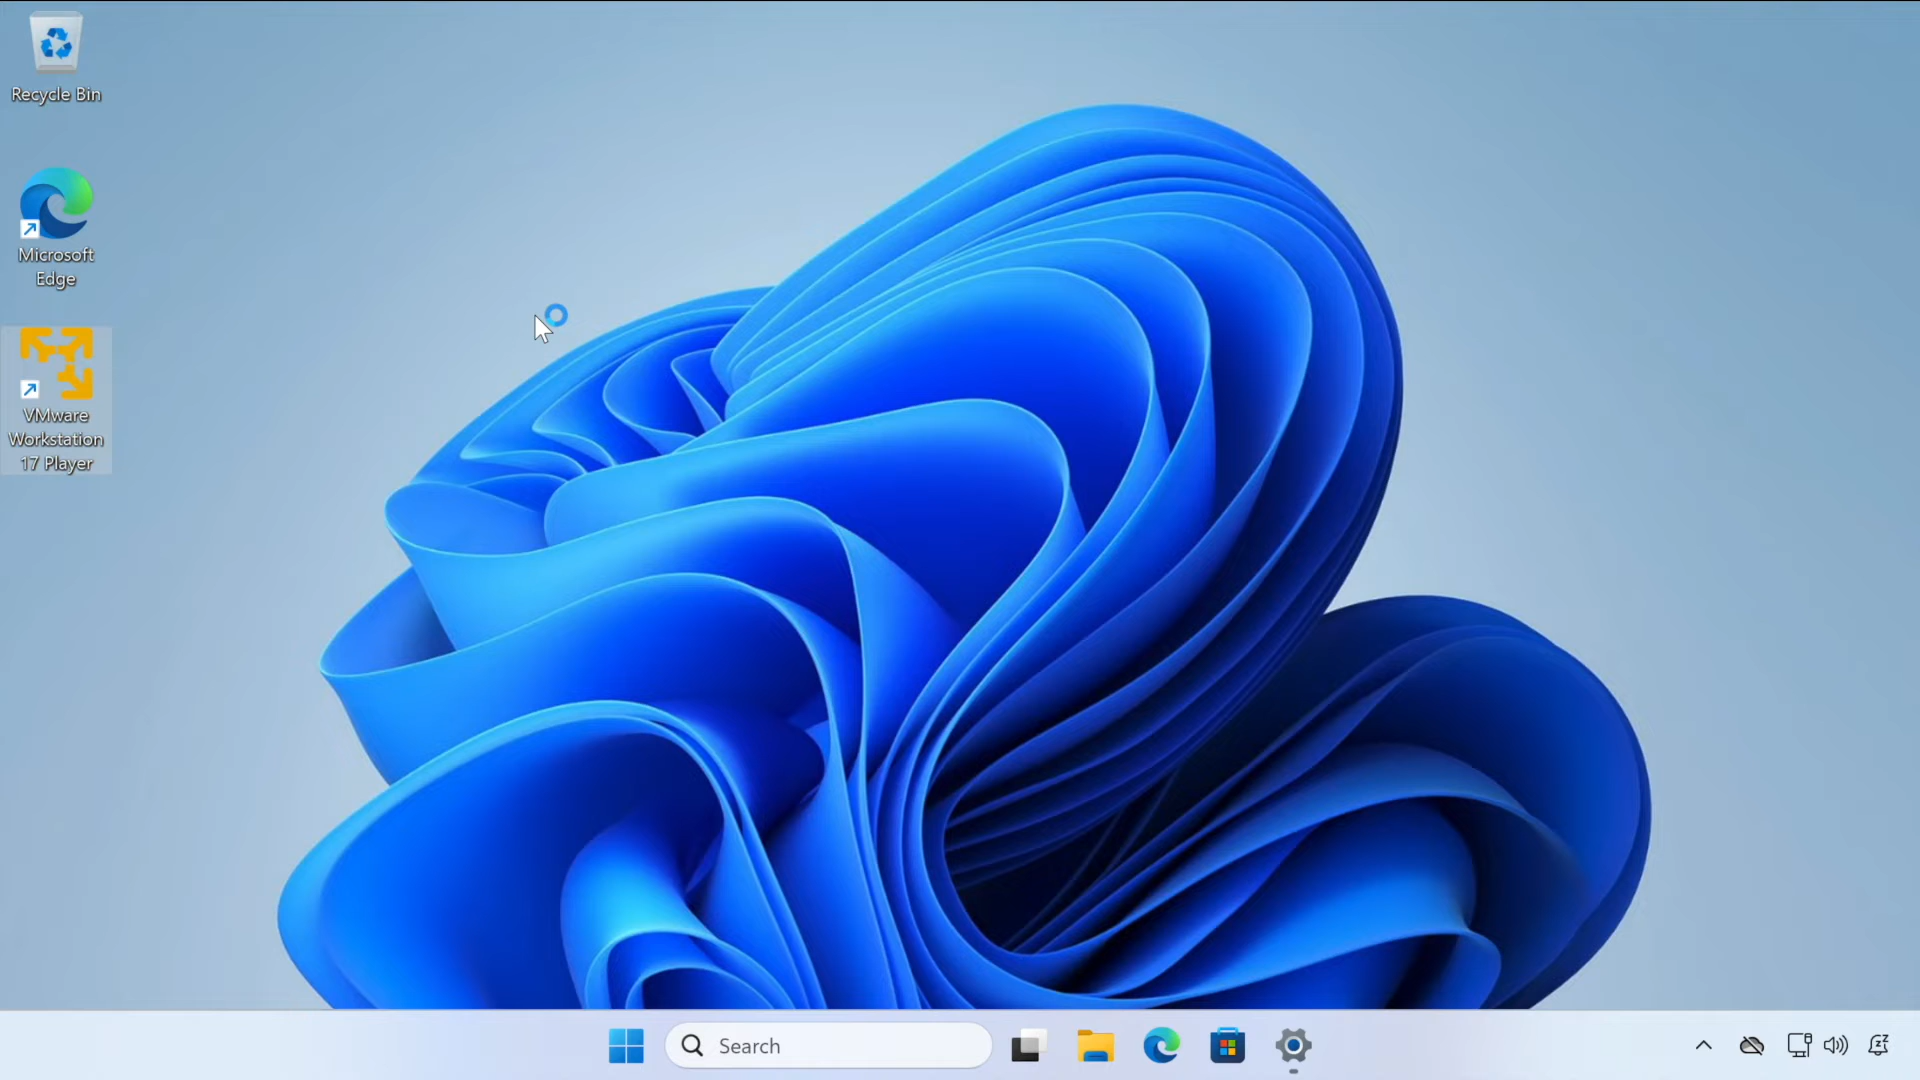 Recycle Bin
Microsoft
Edge
VMware
Workstation
17 Player
Search